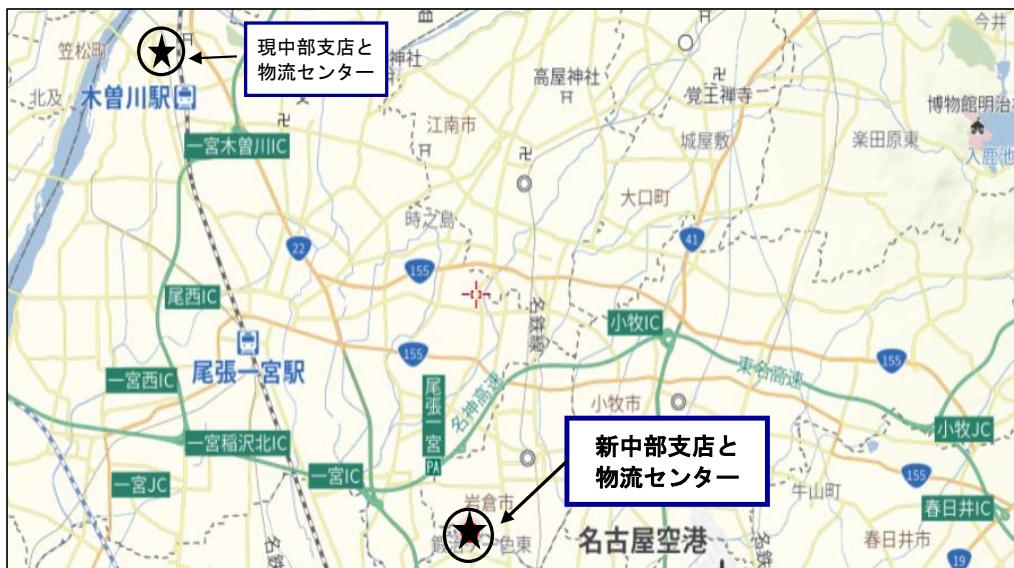 今井
笠松町
神社
現中部支店と
物流センター
高屋神社
覚王禅寺
北及
木曽川駅
江南市
博物館明治村
城屋敷
楽田原東
一宮木曽川IC
入鹿池
大口町
時之島
22
41
155
尾西IC
名鉄線
小牧IC
尾張一宮駅
155
155
東名高速
一宮西IC
尾張一宮
PA
名神高速
小牧市
小牧JC
一宮稲沢北IC
新中部支店と
物流センター
一宮JC
一宮IC
155
牛山町
岩倉市
春日井IC
名古屋空港
春日井市
名鉄
名鉄
19